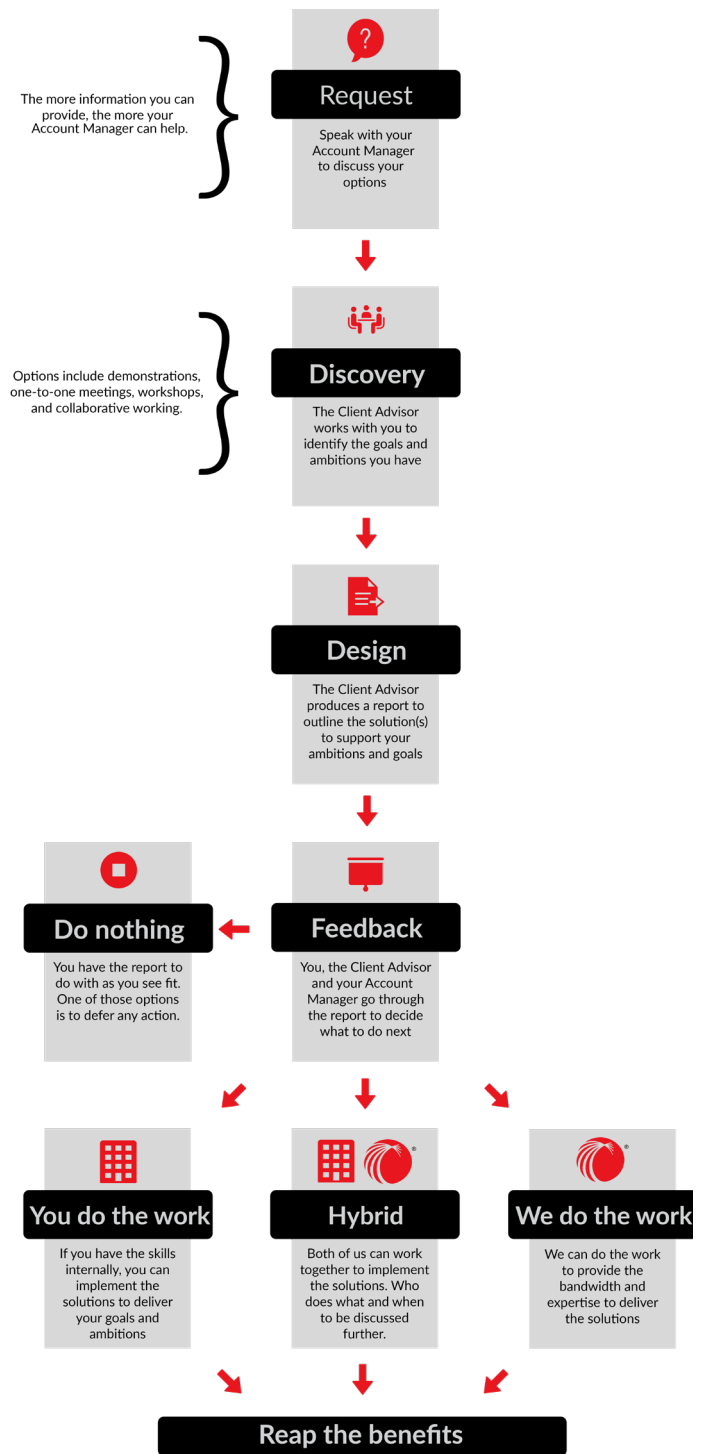 Request
The more information you can
provide, the more your
Account Manager can help.
Speak with your
Account Manager
to discuss your
options
Discovery
Options include demonstrations,
one-to-one meetings, workshops,
and collaborative working.
The Client Advisor
works with you to
identify the goals and
ambitions you have
Design
The Client Advisor
produces a report to
outline the solution(s)
to support your
ambitions and goals
Do nothing
You have the report to
do with as you see fit.
One of those options
is to defer any action.
Feedback
You, the Client Advisor
and your Account
Manager go through
the report to decide
what to do next
You do the work
If you have the skills
internally, you can
implement the
solutions to deliver
your goals and
ambitions
Hybrid
Both of us can work
together to implement
the solutions. Who
does what and when
to be discussed
further.
We do the work
We can do the work
to provide the
bandwidth and
expertise to deliver
the solutions
Reap the benefits